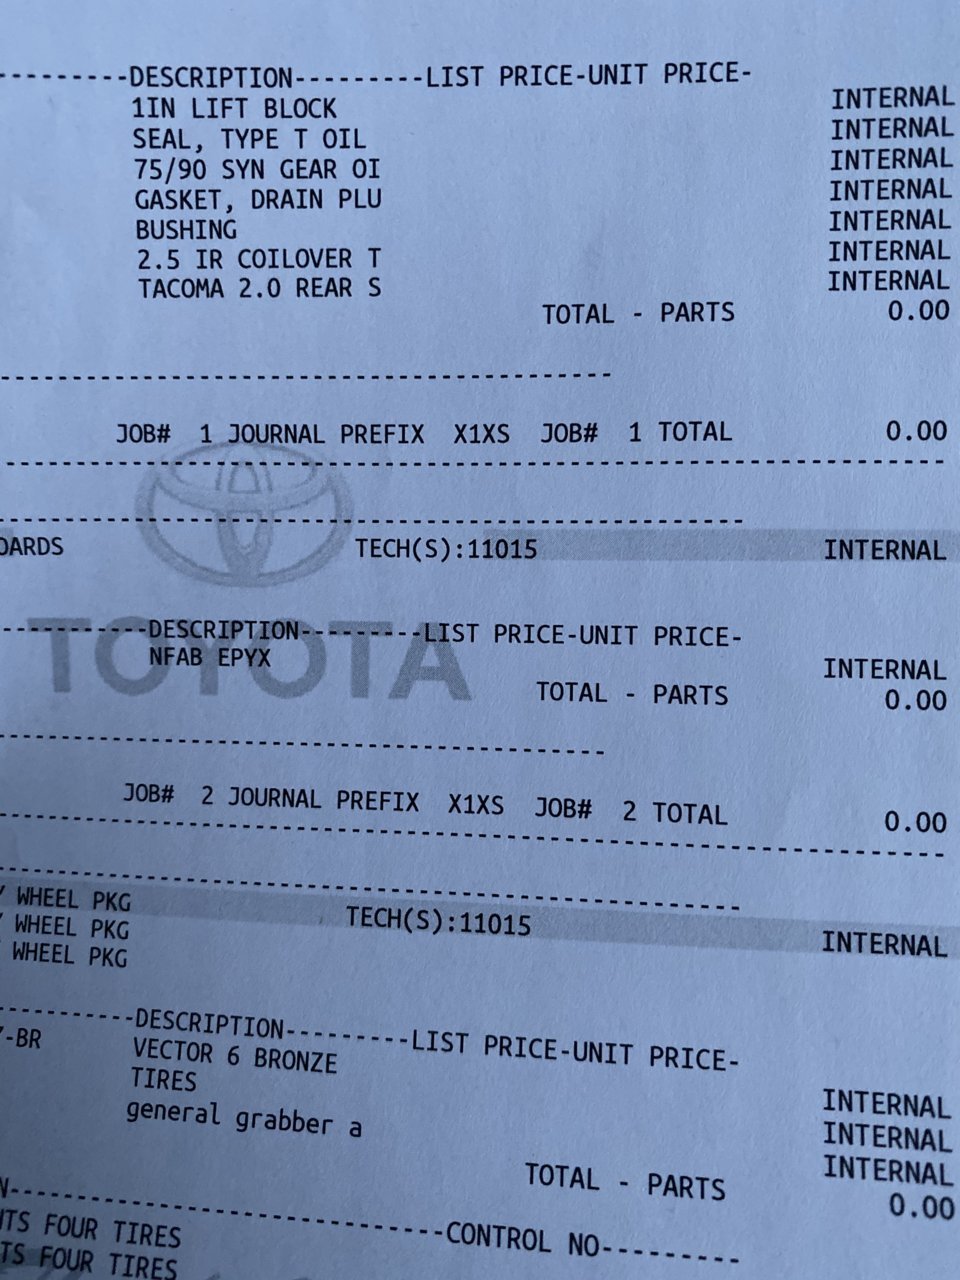 ---------DESCRIPTION---------LIST PRICE-UNIT PRICE-
1IN LIFT BLOCK INTERNAL
SEAL, TYPE T OIL INTERNAL
75/90 SYN GEAR OI INTERNAL
GASKET, DRAIN PLU INTERNAL
BUSHING INTERNAL
2.5 IR COILOVER T INTERNAL
TACOMA 2.0 REAR S INTERNAL
TOTAL - PARTS 0.00
JOB# 1 JOURNAL PREFIX X1XS JOB# 1 TOTAL 0.00
OARDS TECH(S):11015 INTERNAL
TOYOTA
----------DESCRIPTION---------LIST PRICE-UNIT PRICE-
NFAB EPYX INTERNAL
TOTAL - PARTS 0.00
JOB# 2 JOURNAL PREFIX X1XS JOB# 2 TOTAL 0.00
/ WHEEL PKG TECH(S):11015 INTERNAL
/ WHEEL PKG
WHEEL PKG
----------DESCRIPTION---------LIST PRICE-UNIT PRICE-
-BR VECTOR 6 BRONZE INTERNAL
TIRES INTERNAL
general grabber a INTERNAL
TOTAL - PARTS 0.00
N------------------------------CONTROL NO---------
NTS FOUR TIRES
TS FOUR TIRES